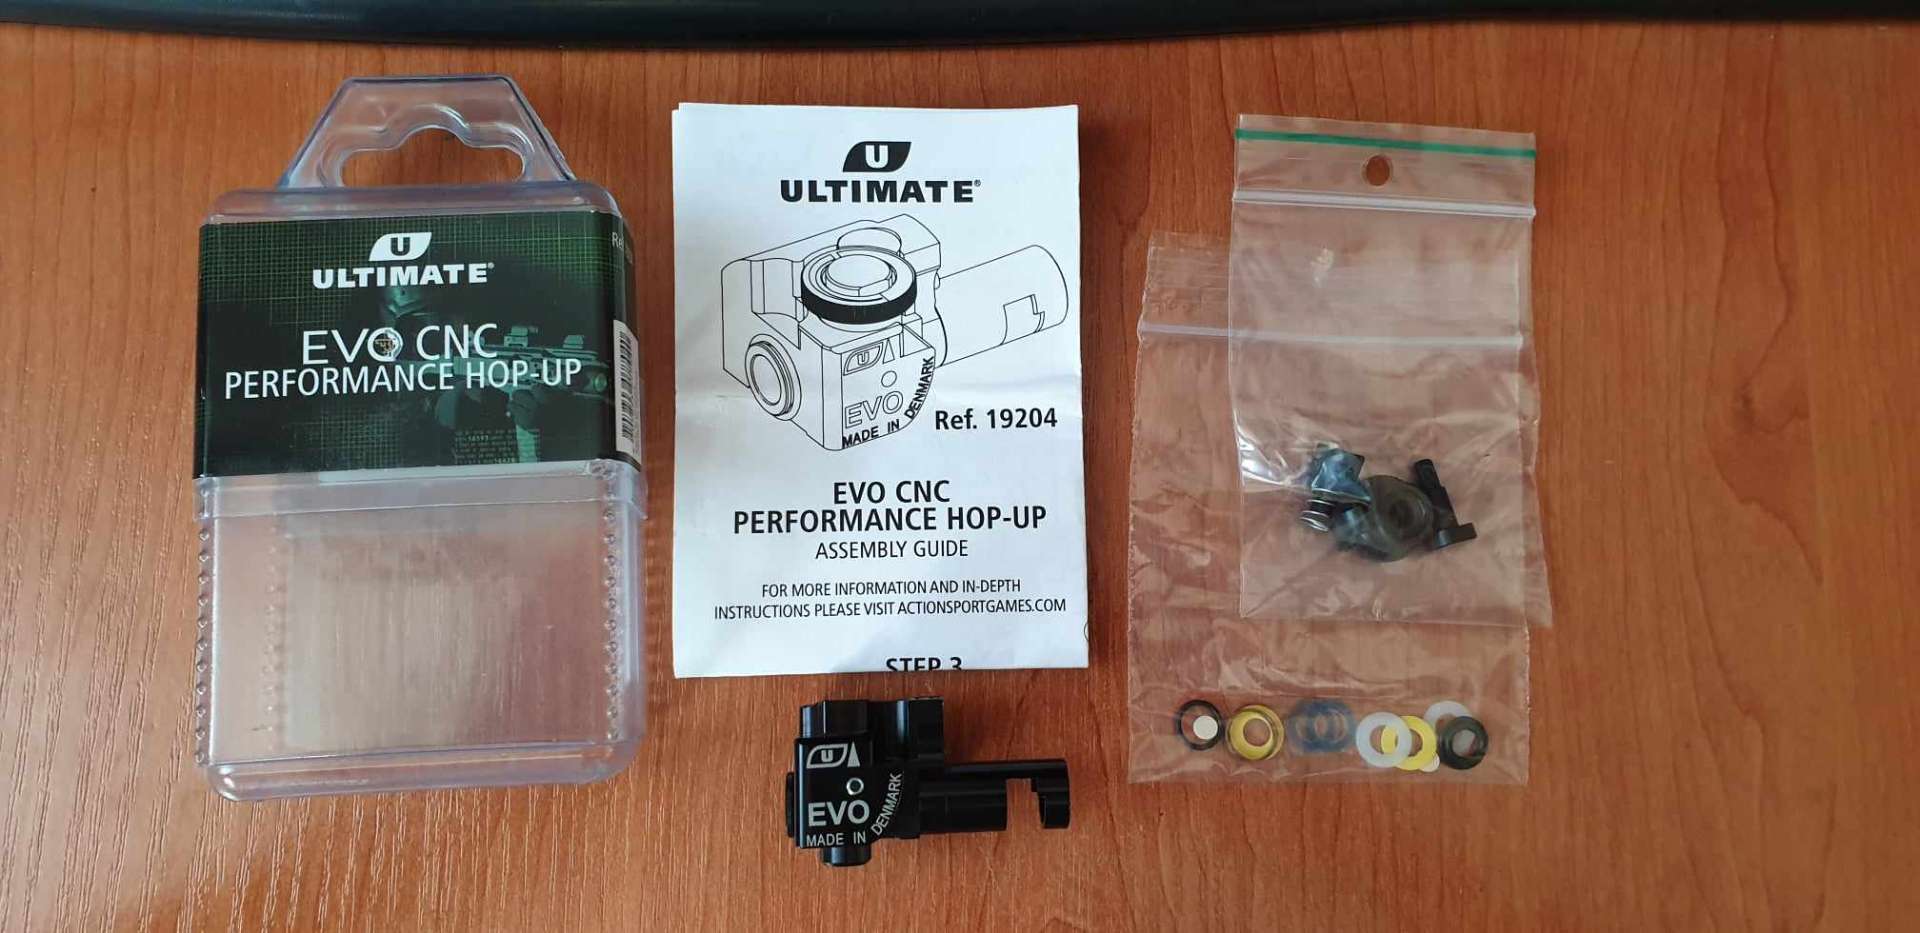 U
ULTIMATE®
EVO CNC
PERFORMANCE HOP-UP
U
ULTIMATE®
U
EVO
MADE IN DENMARK
Ref. 19204
EVO CNC
PERFORMANCE HOP-UP
ASSEMBLY GUIDE
FOR MORE INFORMATION AND IN-DEPTH
INSTRUCTIONS PLEASE VISIT ACTIONSPORTGAMES.COM
STEP 3
U
EVO
MADE IN DENMARK